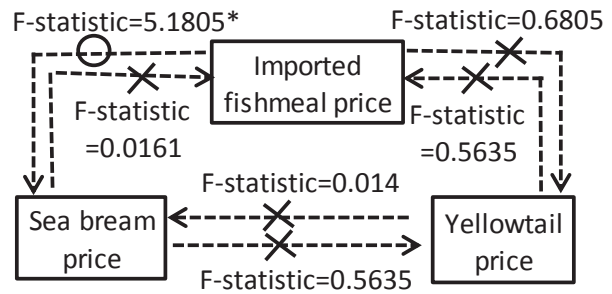 F-statistic=5.1805*
F-statistic=0.6805
Imported
fishmeal price
F-statistic
=0.0161
F-statistic
=0.5635
F-statistic=0.014
Sea bream
price
Yellowtail
price
F-statistic=0.5635